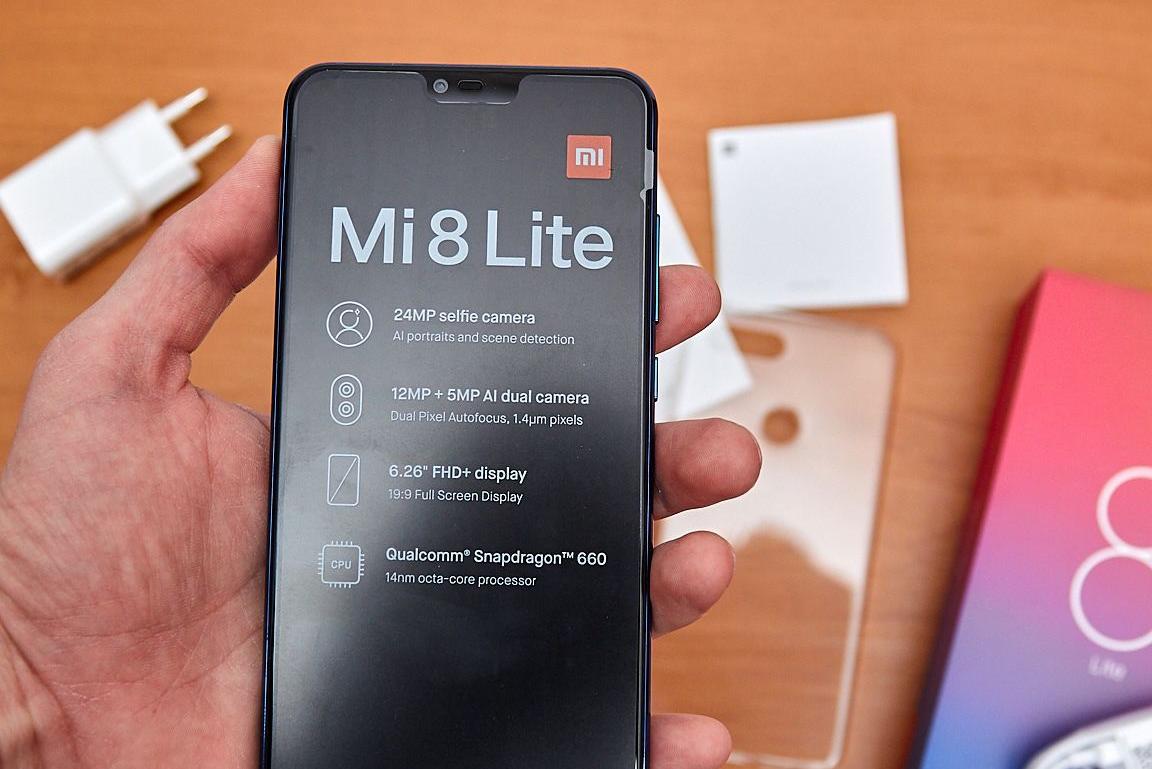 mi
Mi 8 Lite
24MP selfie camera
AI portraits and scene detection
12MP + 5MP AI dual camera
Dual Pixel Autofocus, 1.4μm pixels
6.26" FHD+ display
19:9 Full Screen Display
CPU
Qualcomm® Snapdragon™ 660
14nm octa-core processor
8
Lite